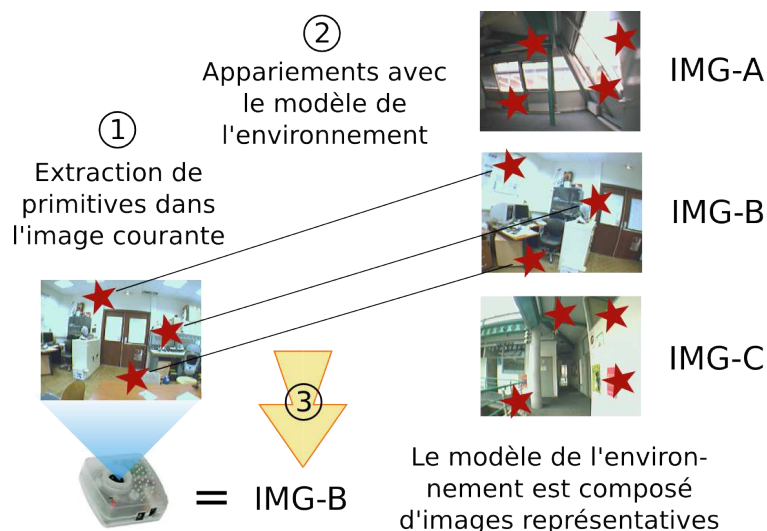 ①
Extraction de
primitives dans
l'image courante
②
Appariements avec
le modèle de
l'environnement
IMG-A
IMG-B
IMG-C
③
= IMG-B
Le modèle de l'environ-
nement est composé
d'images représentatives